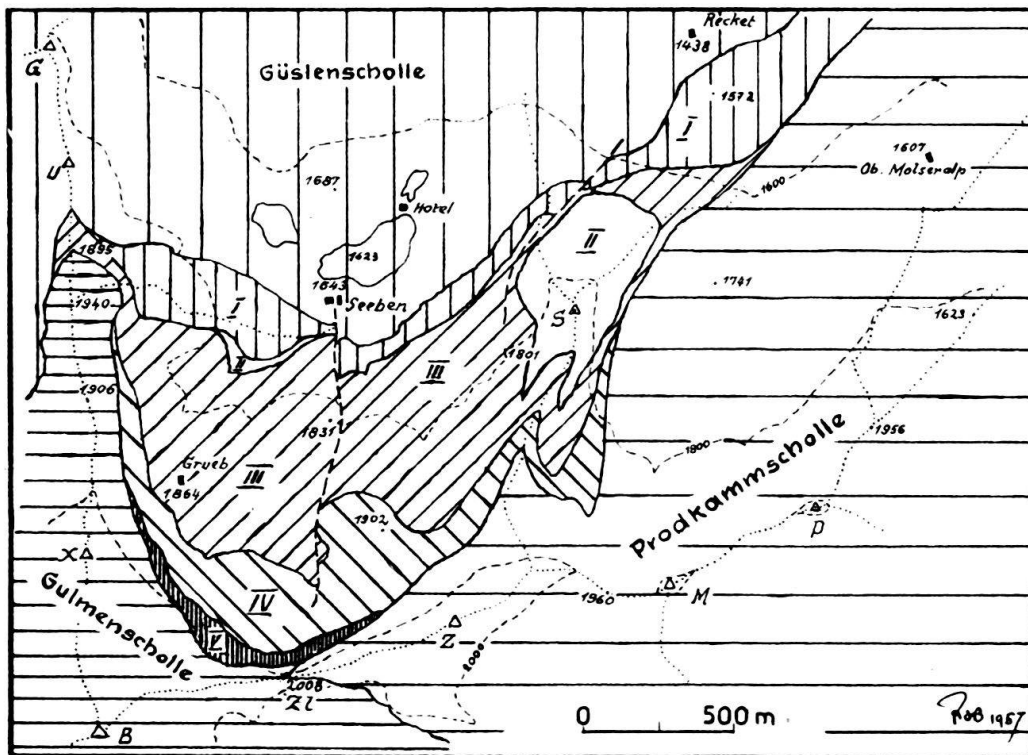 Recket
1438
G
Güslenscholle
1572
I
1607
Ob. Molseralp
U
1687
1600
Hotel
II
1895
1623
1741
1643
Seeben
1940
I
S
1623
II
1801
III
1906
1831
1956
1800
Grueb
III
1864
Prodkammscholle
1902
P
X
1960
M
IV
Gulmenscholle
V
Z
2000
2008
Zl
B
0 500 m
1957